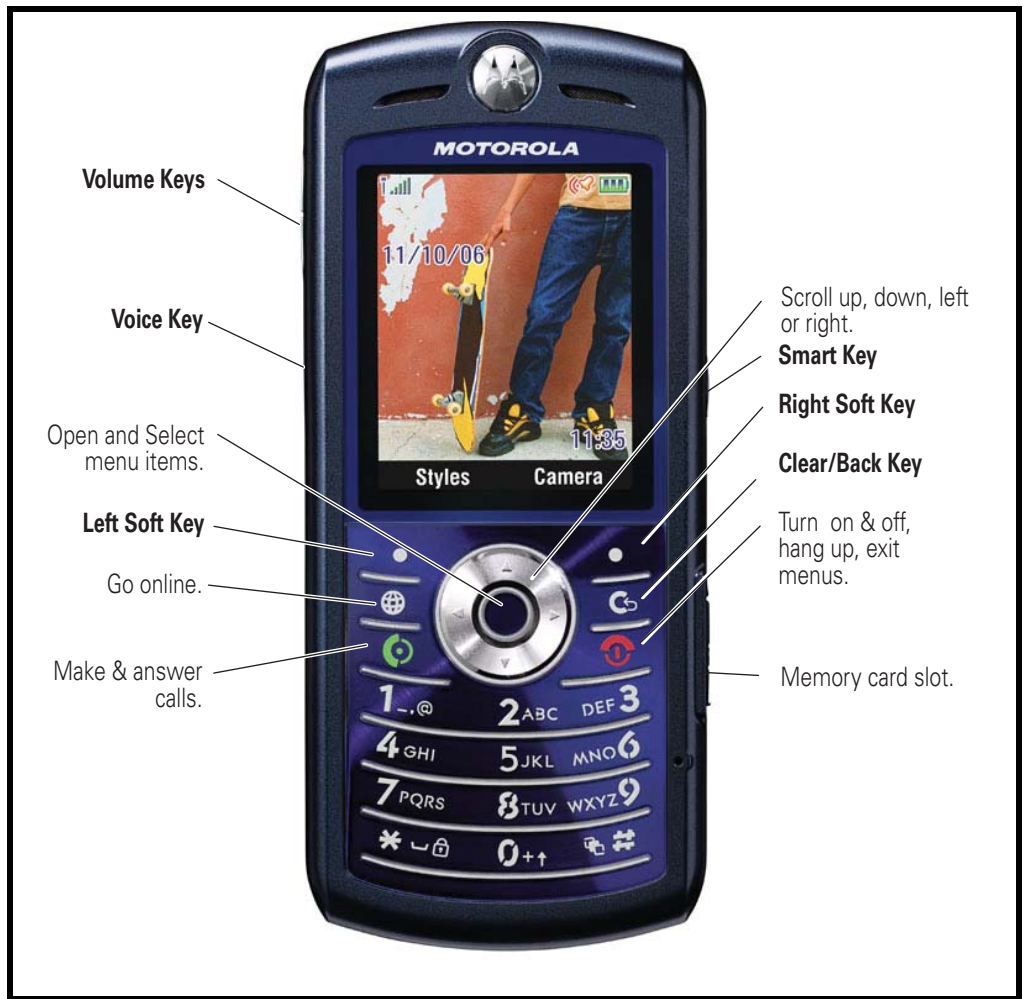 MOTOROLA
11/10/06
11:35
Styles Camera
Volume Keys
Voice Key
Open and Select
menu items.
Left Soft Key
Go online.
Make & answer
calls.
Scroll up, down, left
or right.
Smart Key
Right Soft Key
Clear/Back Key
Turn on & off,
hang up, exit
menus.
Memory card slot.
1_.@ 2ABC DEF3
4GHI 5JKL MNO6
7PQRS 8TUV WXYZ9
* 0+ #